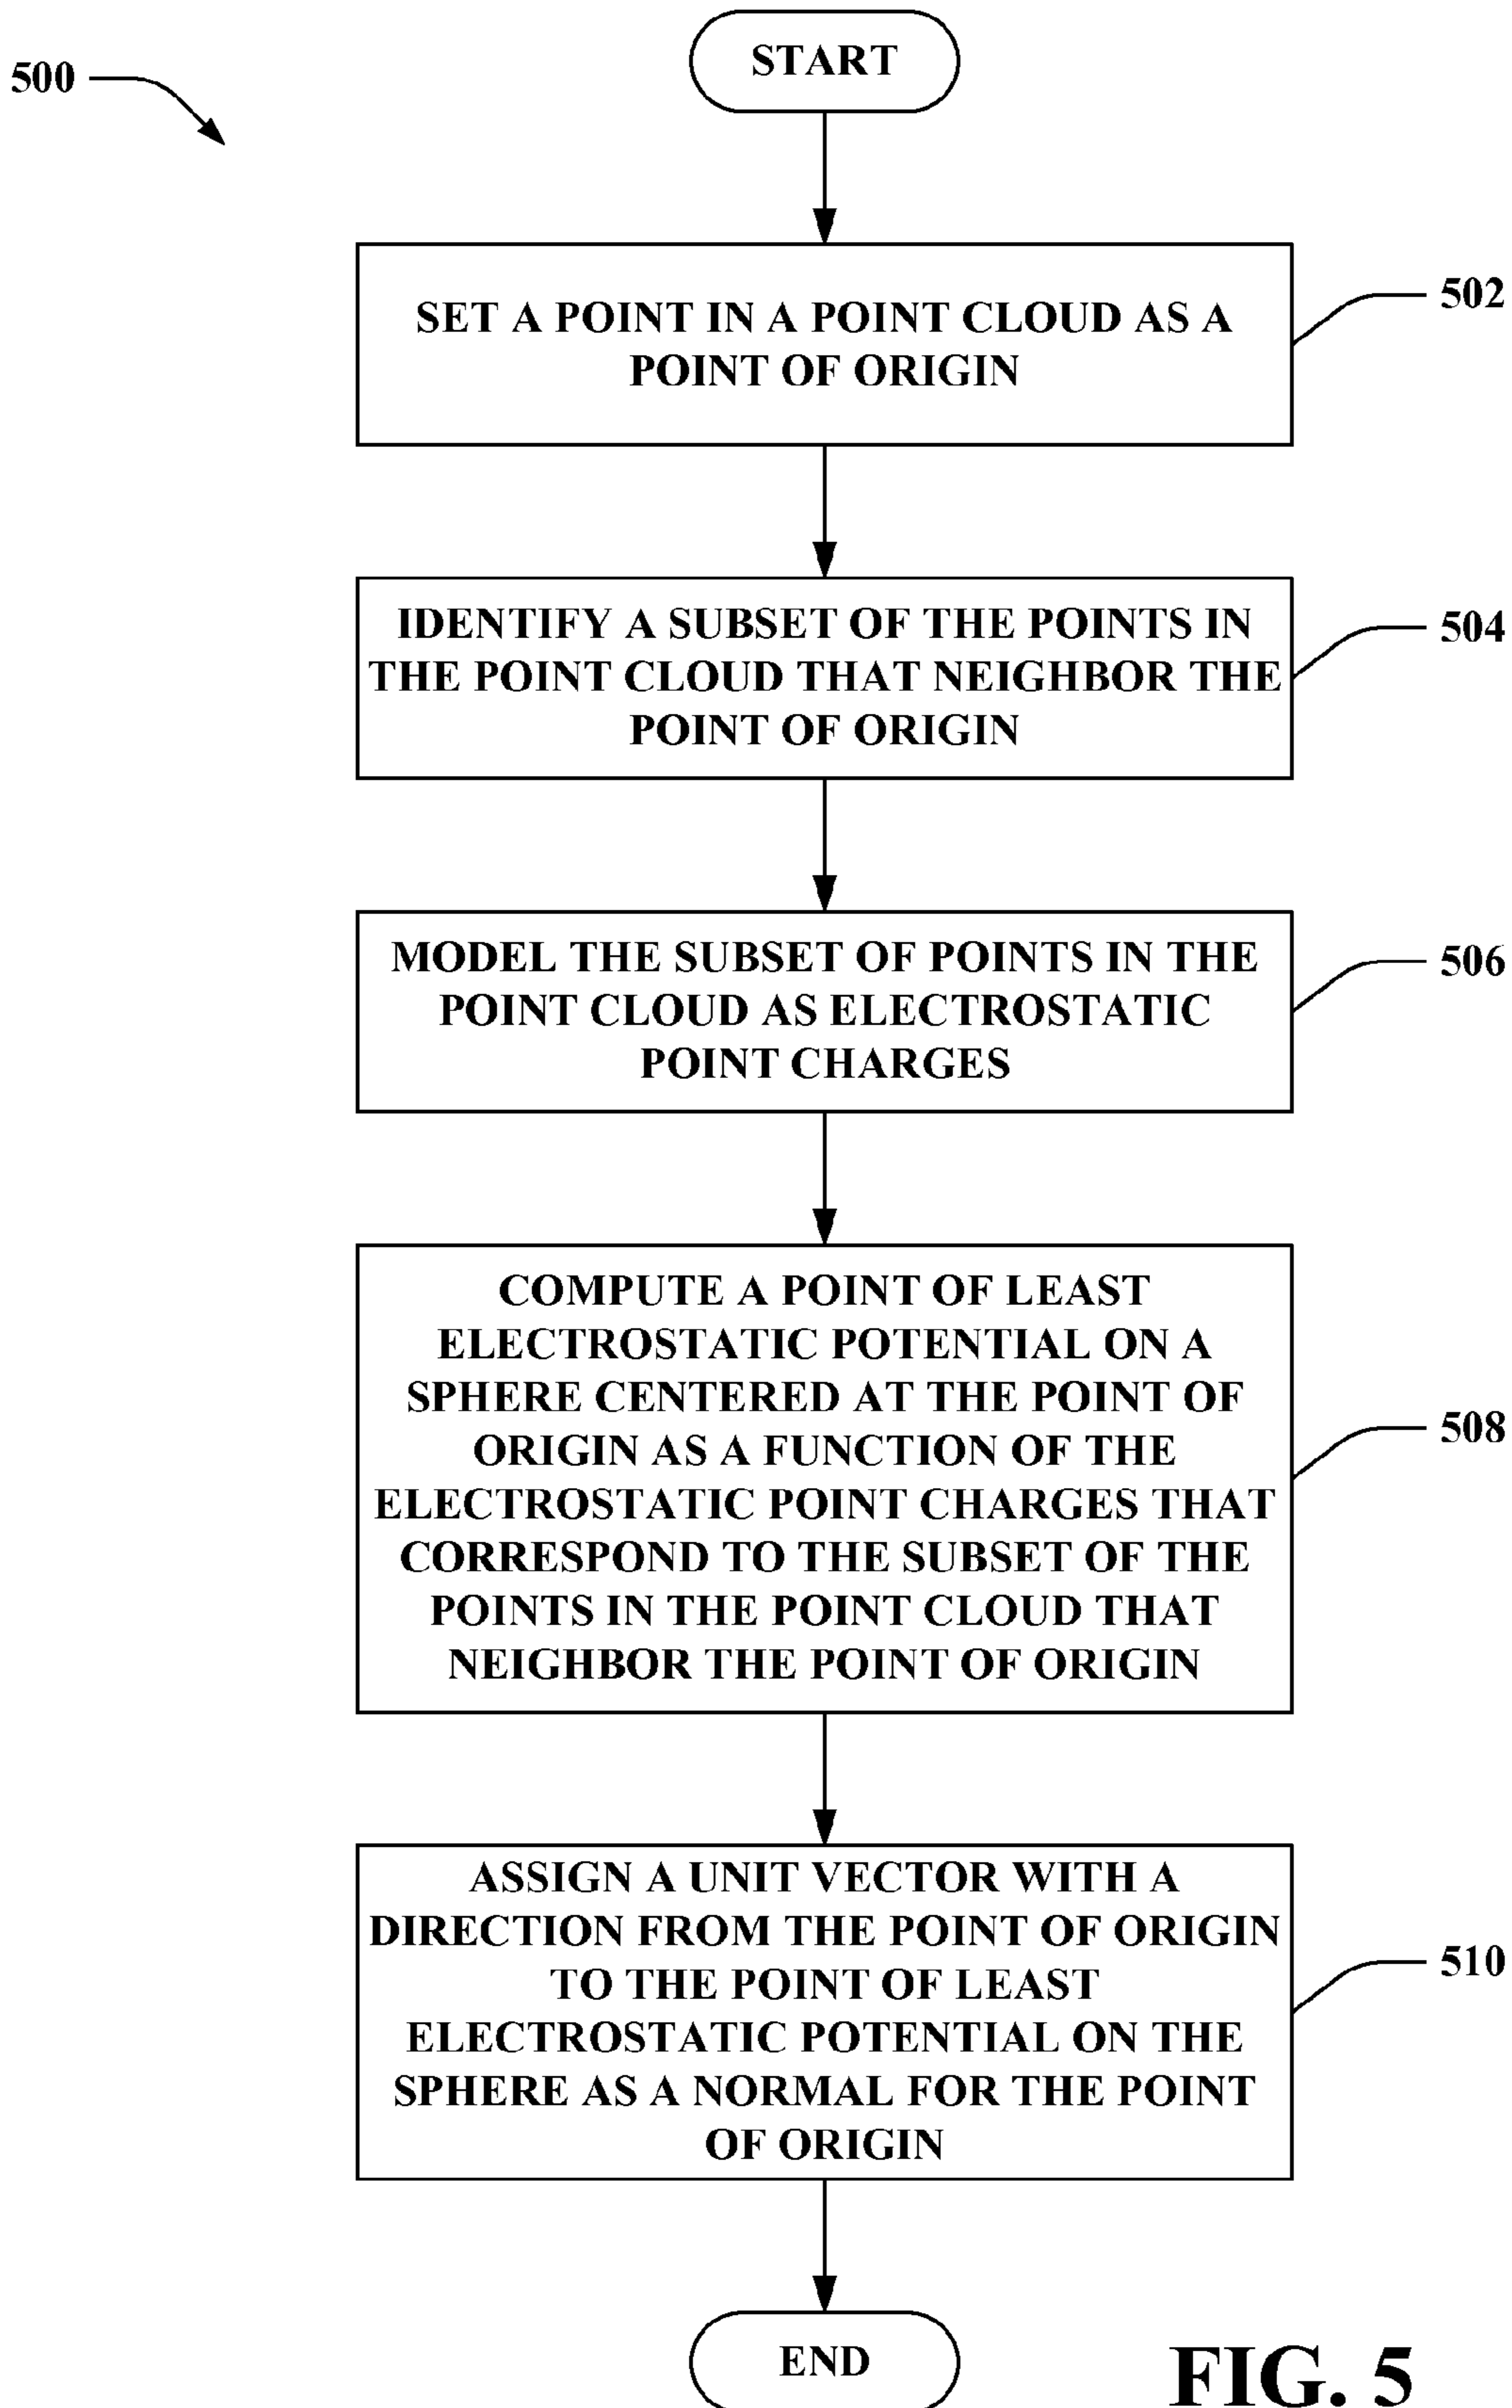 START
500
SET A POINT IN A POINT CLOUD AS A
POINT OF ORIGIN
502
IDENTIFY A SUBSET OF THE POINTS IN
THE POINT CLOUD THAT NEIGHBOR THE
POINT OF ORIGIN
504
MODEL THE SUBSET OF POINTS IN THE
POINT CLOUD AS ELECTROSTATIC
POINT CHARGES
506
COMPUTE A POINT OF LEAST
ELECTROSTATIC POTENTIAL ON A
SPHERE CENTERED AT THE POINT OF
ORIGIN AS A FUNCTION OF THE
ELECTROSTATIC POINT CHARGES THAT
CORRESPOND TO THE SUBSET OF THE
POINTS IN THE POINT CLOUD THAT
NEIGHBOR THE POINT OF ORIGIN
508
ASSIGN A UNIT VECTOR WITH A
DIRECTION FROM THE POINT OF ORIGIN
TO THE POINT OF LEAST
ELECTROSTATIC POTENTIAL ON THE
SPHERE AS A NORMAL FOR THE POINT
OF ORIGIN
510
END
FIG. 5